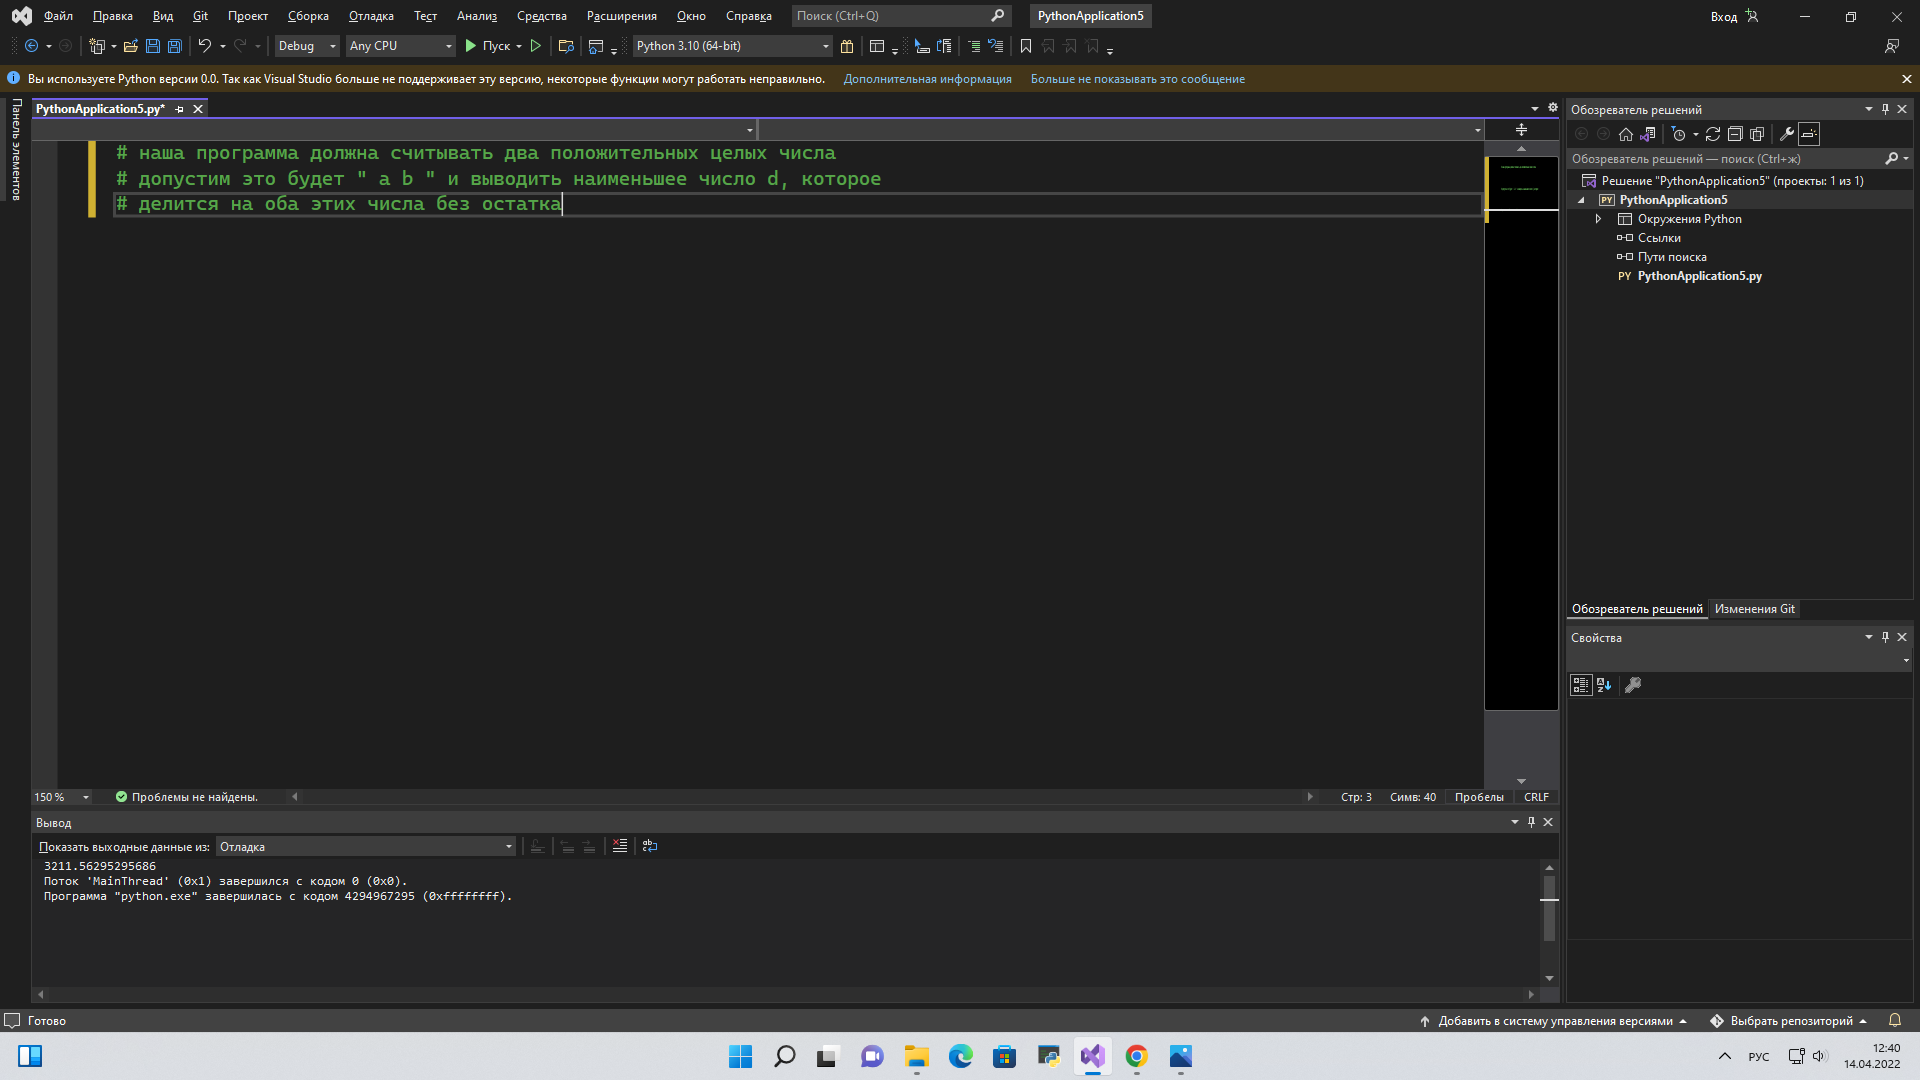 Файл Правка Вид Git Проект Сборка Отладка Тест Анализ Средства Расширения Окно Справка Поиск (Ctrl+Q) PythonApplication5 Вход
Debug Any CPU Пуск Python 3.10 (64-bit)
Вы используете Python версии 0.0. Так как Visual Studio больше не поддерживает эту версию, некоторые функции могут работать неправильно. Дополнительная информация Больше не показывать это сообщение
Панель элементов
PythonApplication5.py*
# наша программа должна считывать два положительных целых числа
# допустим это будет " a b " и выводить наименьшее число d, которое
# делится на оба этих числа без остатка
150 % Проблемы не найдены. Стр: 3 Симв: 40 Пробелы CRLF
Вывод
Показать выходные данные из: Отладка
3211.56295295686
Поток 'MainThread' (0x1) завершился с кодом 0 (0x0).
Программа "python.exe" завершилась с кодом 4294967295 (0xffffffff).
Обозреватель решений
Обозреватель решений — поиск (Ctrl+ж)
Решение "PythonApplication5" (проекты: 1 из 1)
PY PythonApplication5
Окружения Python
Ссылки
Пути поиска
PY PythonApplication5.py
Обозреватель решений Изменения Git
Свойства
Готово Добавить в систему управления версиями Выбрать репозиторий
РУС 12:40
14.04.2022